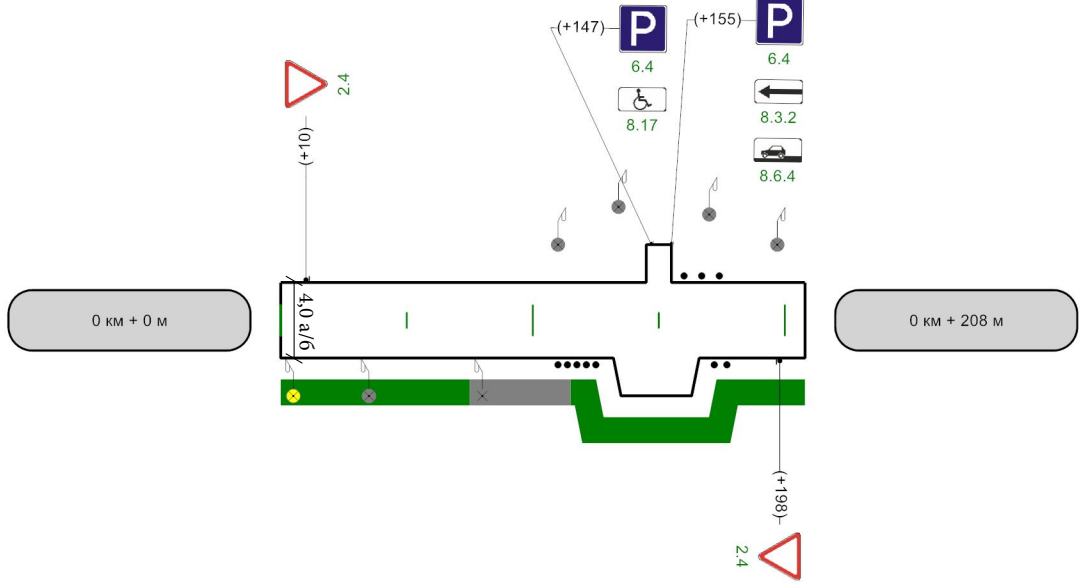 (+147)
P
6.4
8.17
(+155)
P
6.4
8.3.2
8.6.4
2.4
(+10)
4,0 а/б
0 км + 0 м
0 км + 208 м
(+198)
2.4